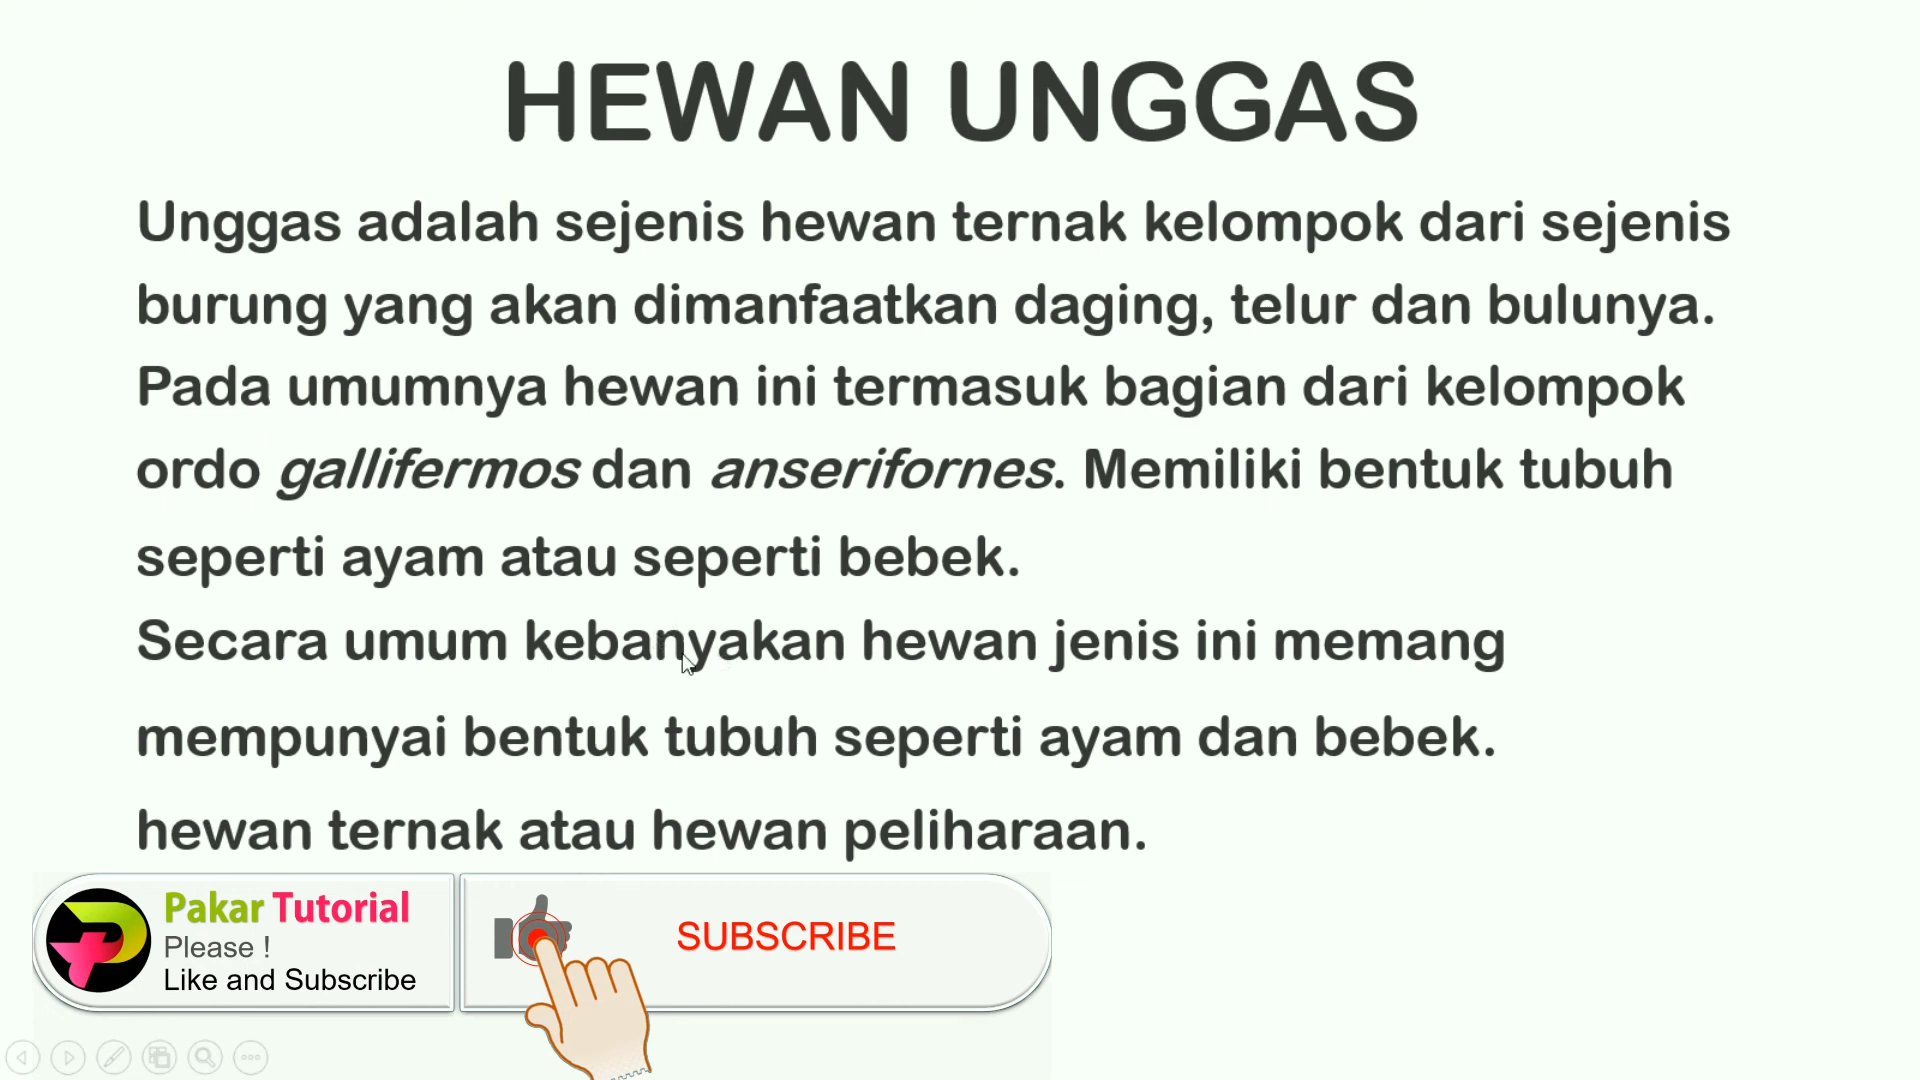 HEWAN UNGGAS
Unggas adalah sejenis hewan ternak kelompok dari sejenis
burung yang akan dimanfaatkan daging, telur dan bulunya.
Pada umumnya hewan ini termasuk bagian dari kelompok
ordo gallifermos dan anserifornes. Memiliki bentuk tubuh
seperti ayam atau seperti bebek.
Secara umum kebanyakan hewan jenis ini memang
mempunyai bentuk tubuh seperti ayam dan bebek.
hewan ternak atau hewan peliharaan.
Pakar Tutorial
Please !
Like and Subscribe
SUBSCRIBE